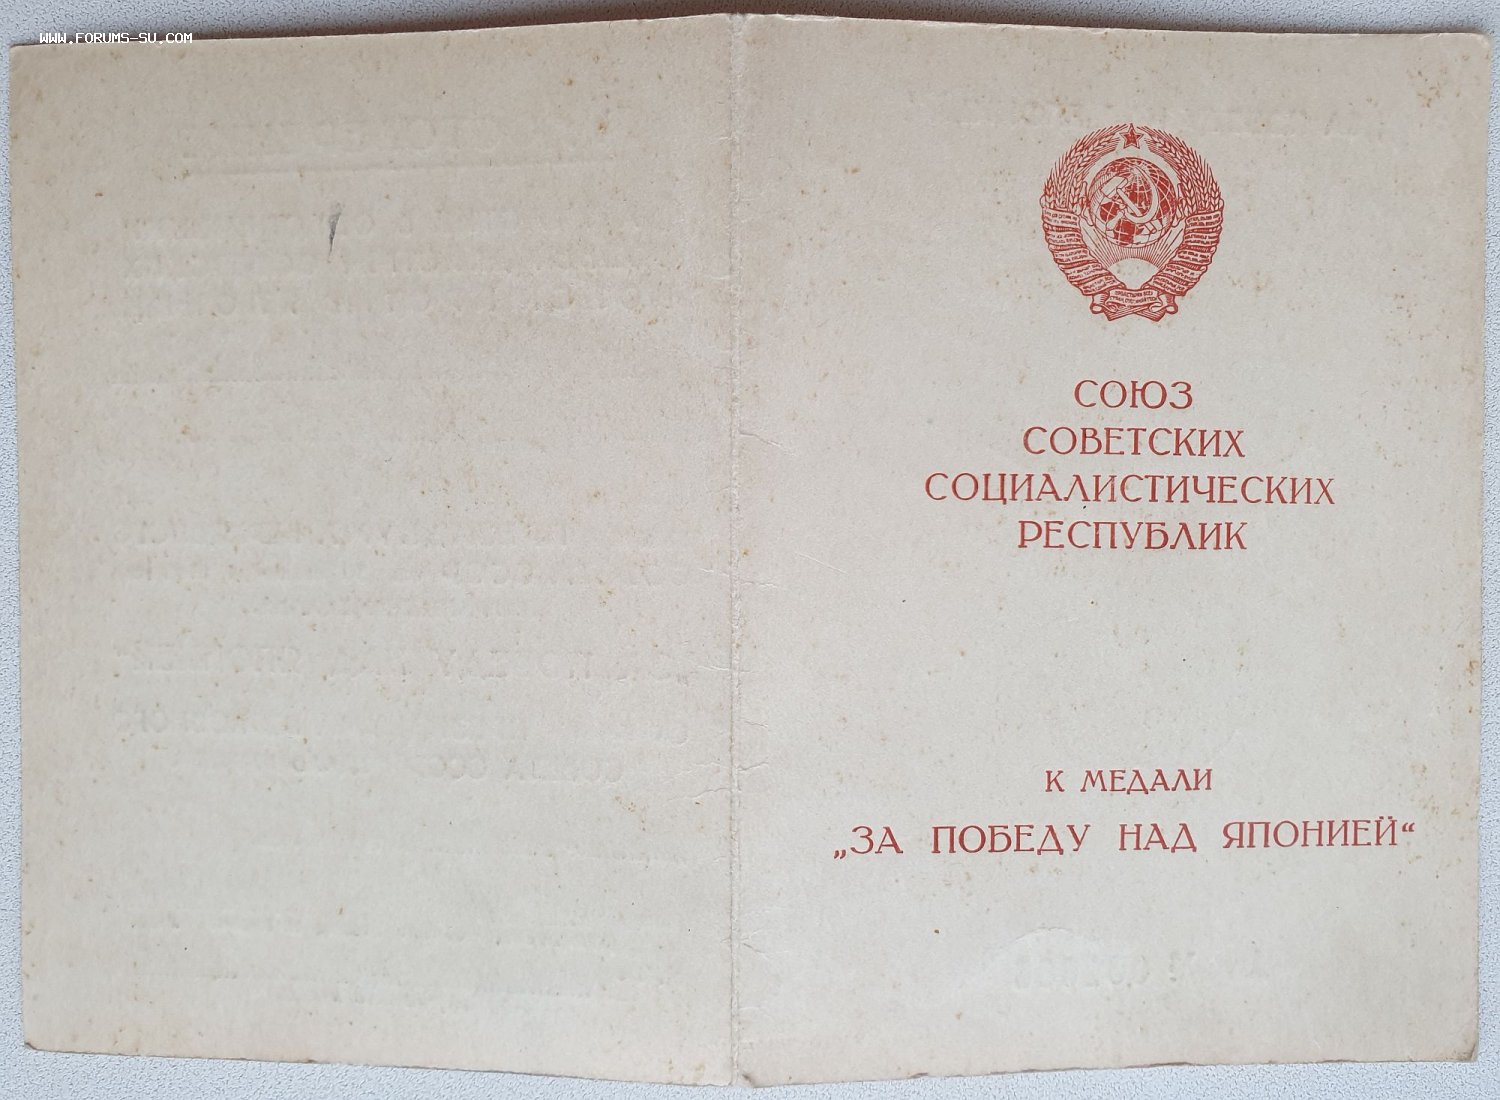 WWW.FORUMS-SU.COM
СОЮЗ
СОВЕТСКИХ
СОЦИАЛИСТИЧЕСКИХ
РЕСПУБЛИК
К МЕДАЛИ
„ЗА ПОБЕДУ НАД ЯПОНИЕЙ“